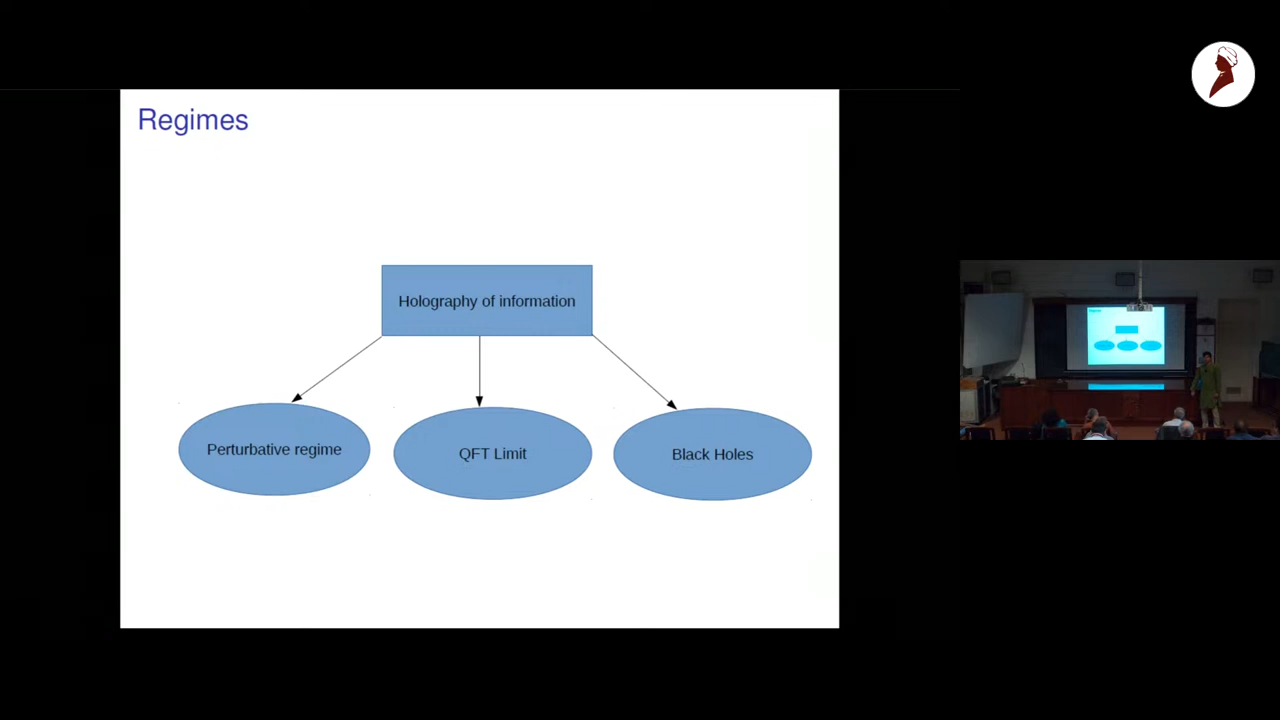 Regimes
Holography of information
Perturbative regime
QFT Limit
Black Holes